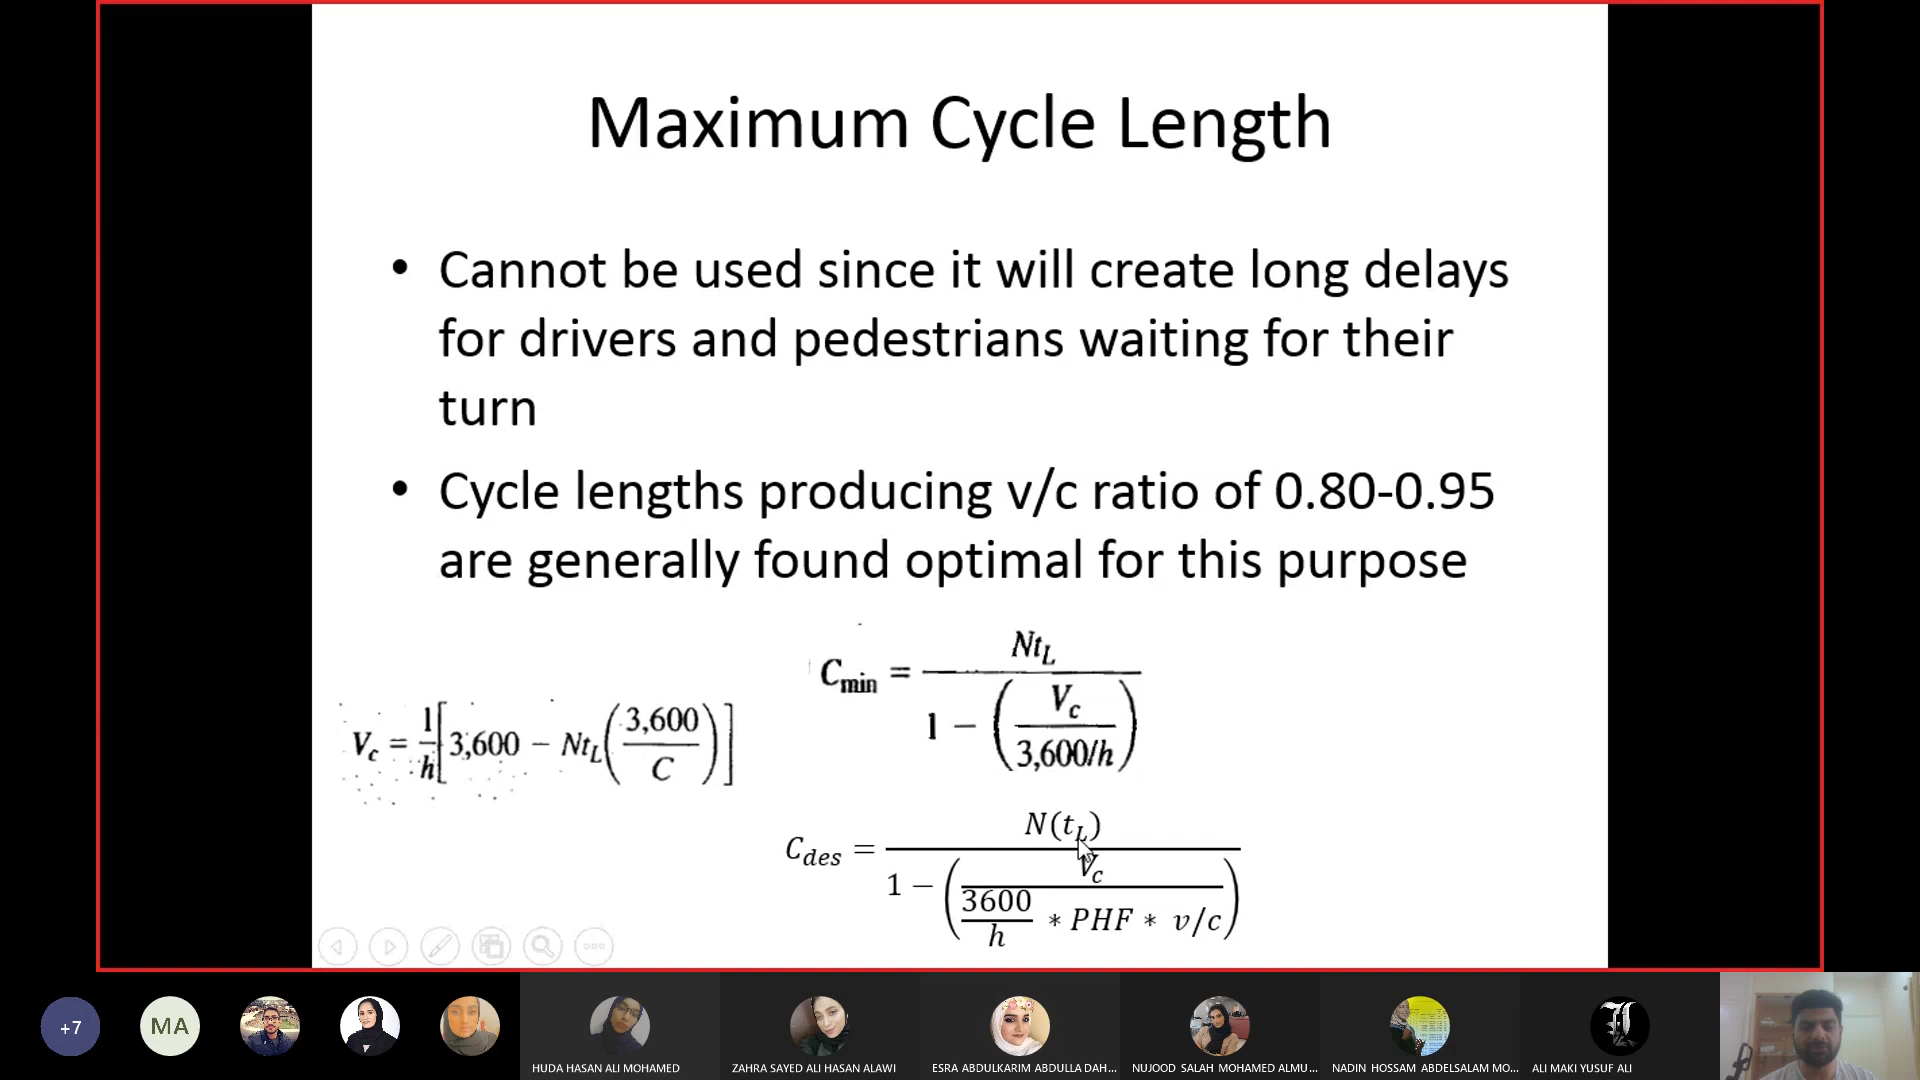 Maximum Cycle Length
• Cannot be used since it will create long delays
for drivers and pedestrians waiting for their
turn
• Cycle lengths producing v/c ratio of 0.80-0.95
are generally found optimal for this purpose
V_c = 1/h [3,600 − Nt_L (3,600/C)]
C_min = Nt_L / (1 − (V_c / (3,600/h)))
C_des = N(t_L) / (1 − (V_c / (3600/h * PHF * v/c)))
+7
MA
HUDA HASAN ALI MOHAMED
ZAHRA SAYED ALI HASAN ALAWI
ESRA ABDULKARIM ABDULLA DAH...
NUJOOD SALAH MOHAMED ALMU...
NADIN HOSSAM ABDELSALAM MO...
ALI MAKI YUSUF ALI